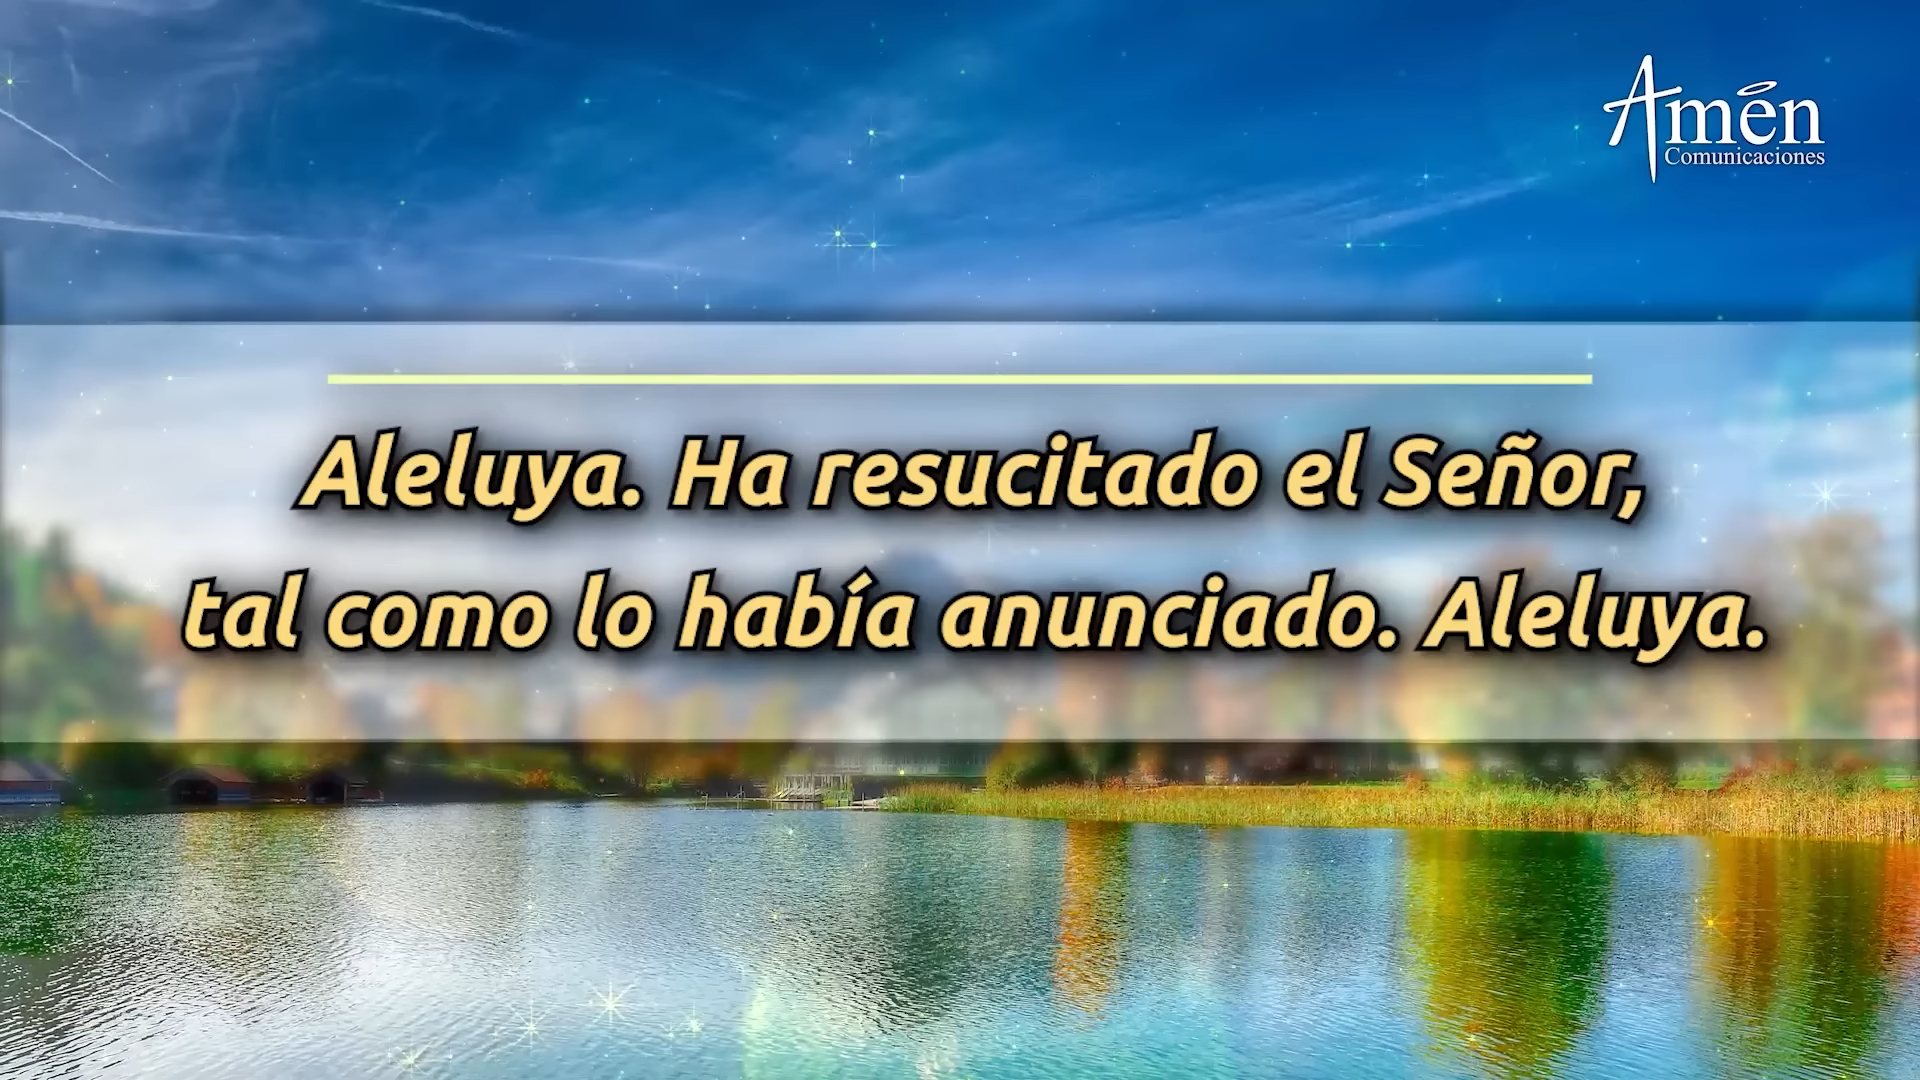 Amén
Comunicaciones
Aleluya. Ha resucitado el Señor,
tal como lo había anunciado. Aleluya.